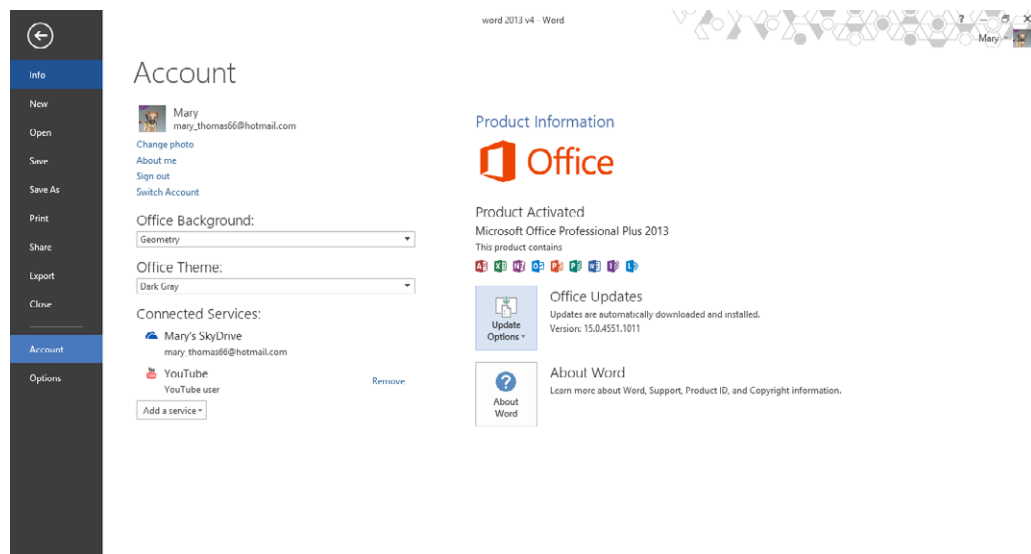 word 2013 v4 - Word
?
Mary
Info
New
Open
Save
Save As
Print
Share
Export
Close
Account
Options
Account
Mary
mary_thomas66@hotmail.com
Change photo
About me
Sign out
Switch Account
Office Background:
Geometry
Office Theme:
Dark Gray
Connected Services:
Mary's SkyDrive
mary_thomas66@hotmail.com
YouTube
YouTube user
Remove
Add a service
Product Information
Office
Product Activated
Microsoft Office Professional Plus 2013
This product contains
Update
Options
Office Updates
Updates are automatically downloaded and installed.
Version: 15.0.4551.1011
?
About
Word
About Word
Learn more about Word, Support, Product ID, and Copyright information.